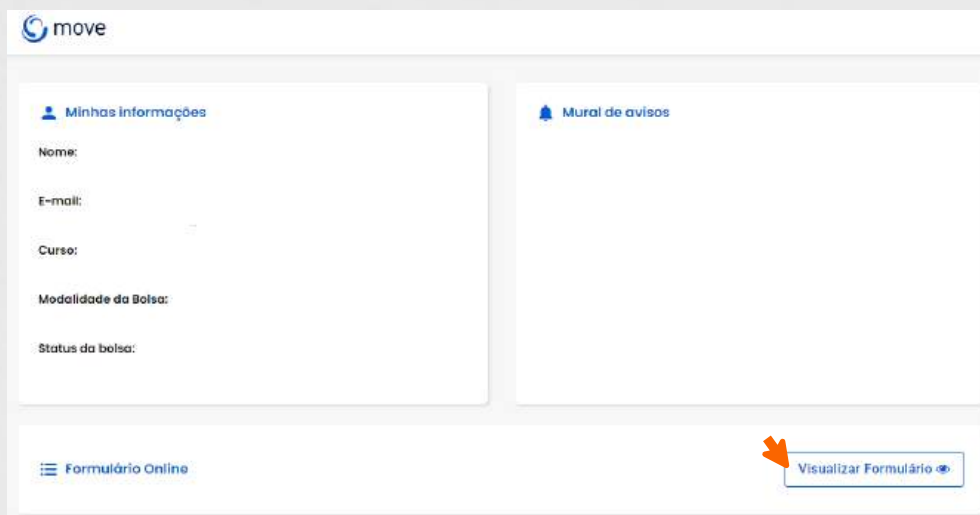 move
Minhas informações
Nome:
E-mail:
Curso:
Modalidade da Bolsa:
Status da bolsa:
Mural de avisos
Formulário Online
Visualizar Formulário